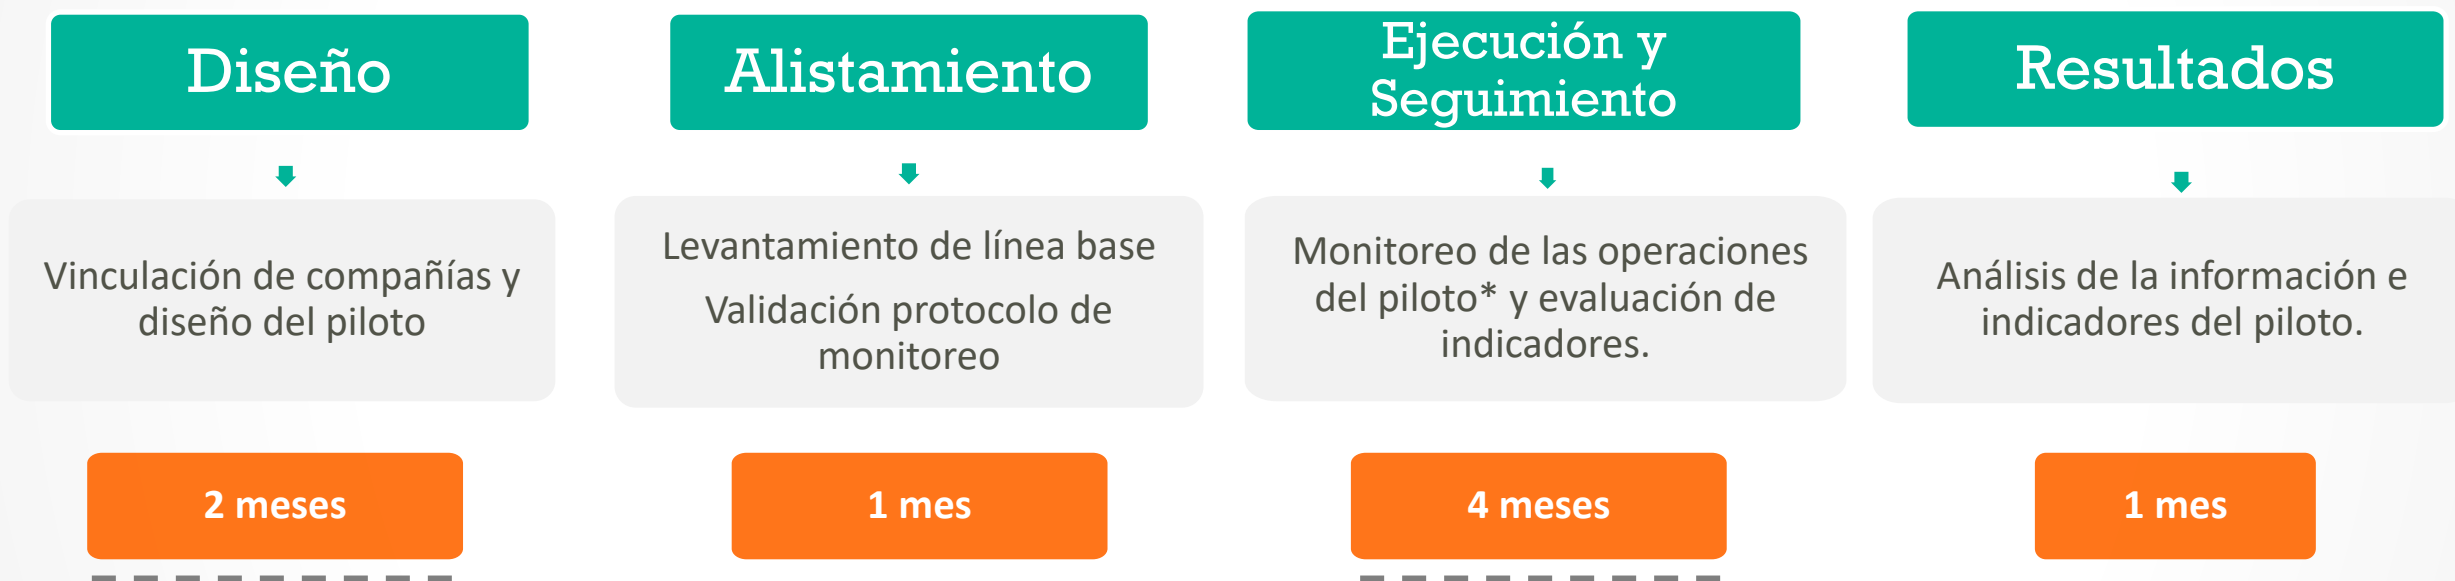 Diseño
Alistamiento
Ejecución y
Seguimiento
Resultados
Vinculación de compañías y
diseño del piloto
Levantamiento de línea base
Validación protocolo de
monitoreo
Monitoreo de las operaciones
del piloto* y evaluación de
indicadores.
Análisis de la información e
indicadores del piloto.
2 meses
1 mes
4 meses
1 mes